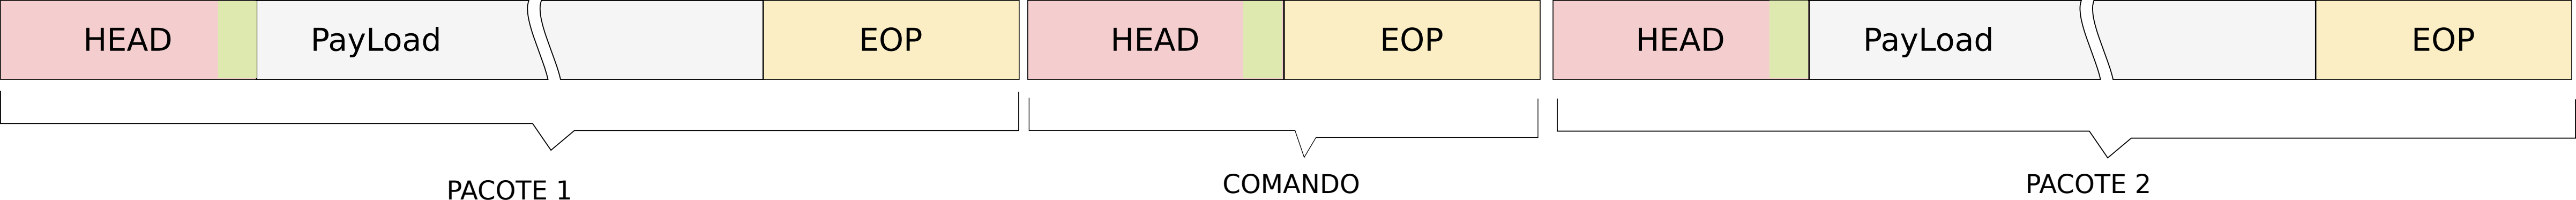 HEAD PayLoad EOP HEAD EOP HEAD PayLoad EOP
PACOTE 1 COMANDO PACOTE 2